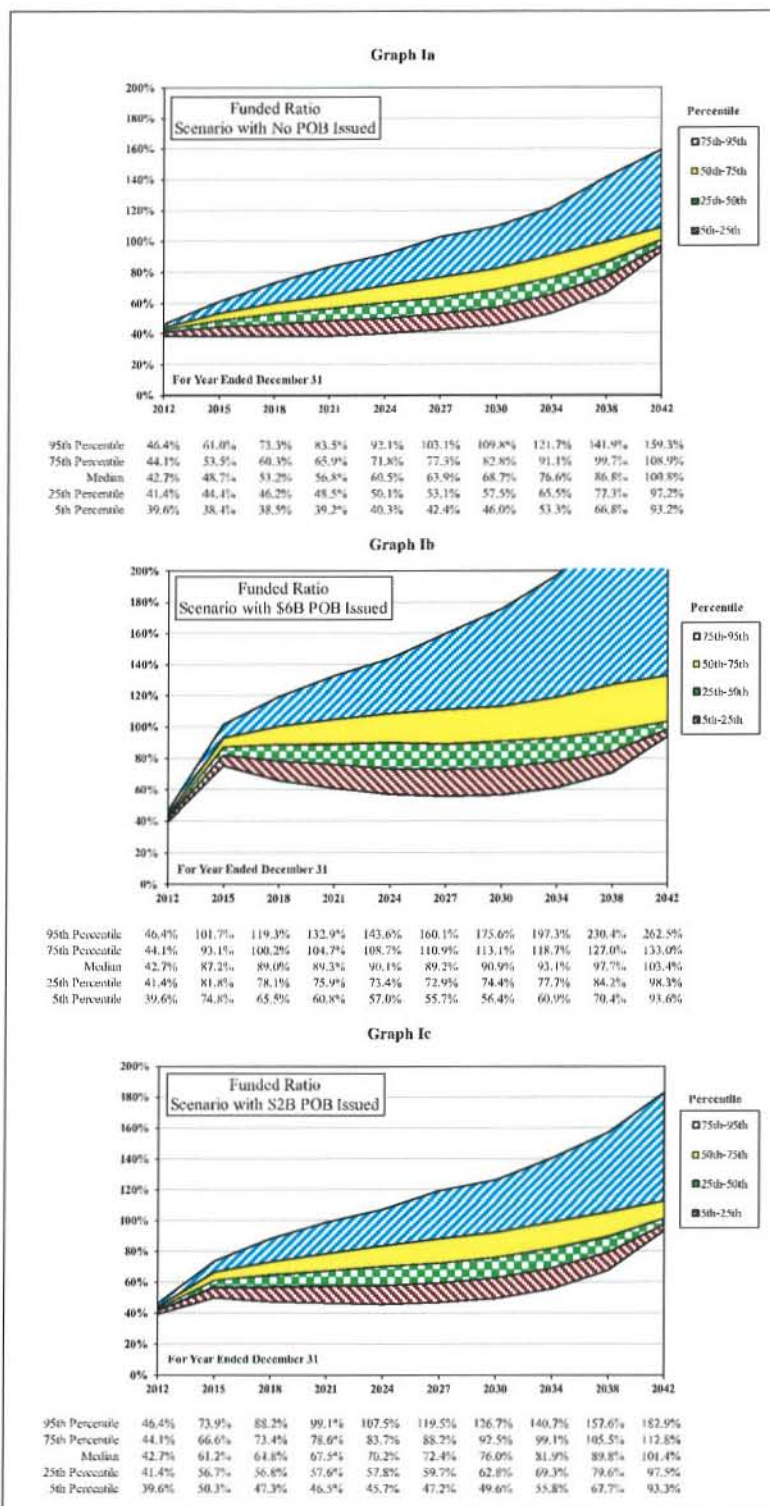 Graph Ia
Funded Ratio
Scenario with No POB Issued
200%
180%
160%
140%
120%
100%
80%
60%
40%
20%
0%
For Year Ended December 31
2012 2015 2018 2021 2024 2027 2030 2034 2038 2042
Percentile
75th-95th
50th-75th
25th-50th
5th-25th
95th Percentile 46.4% 61.0% 73.3% 83.5% 92.1% 103.1% 109.8% 121.7% 141.9% 159.3%
75th Percentile 44.1% 53.5% 60.3% 65.9% 71.8% 77.3% 82.8% 91.1% 99.7% 108.9%
Median 42.7% 48.7% 53.2% 56.8% 60.5% 63.9% 68.7% 76.6% 86.8% 100.8%
25th Percentile 41.4% 44.4% 46.2% 48.5% 50.1% 53.1% 57.5% 65.5% 77.3% 97.2%
5th Percentile 39.6% 38.4% 38.5% 39.2% 40.3% 42.4% 46.0% 53.3% 66.8% 93.2%
Graph Ib
Funded Ratio
Scenario with $6B POB Issued
200%
180%
160%
140%
120%
100%
80%
60%
40%
20%
0%
For Year Ended December 31
2012 2015 2018 2021 2024 2027 2030 2034 2038 2042
Percentile
75th-95th
50th-75th
25th-50th
5th-25th
95th Percentile 46.4% 101.7% 119.3% 132.9% 143.6% 160.1% 175.6% 197.3% 230.4% 262.5%
75th Percentile 44.1% 93.1% 100.2% 104.7% 108.7% 110.9% 113.1% 118.7% 127.0% 133.0%
Median 42.7% 87.2% 89.0% 89.3% 90.1% 89.2% 90.9% 93.1% 97.7% 103.4%
25th Percentile 41.4% 81.8% 78.1% 75.9% 73.4% 72.9% 74.4% 77.7% 84.2% 98.3%
5th Percentile 39.6% 74.8% 65.5% 60.8% 57.0% 55.7% 56.4% 60.9% 70.4% 93.6%
Graph Ic
Funded Ratio
Scenario with $2B POB Issued
200%
180%
160%
140%
120%
100%
80%
60%
40%
20%
0%
For Year Ended December 31
2012 2015 2018 2021 2024 2027 2030 2034 2038 2042
Percentile
75th-95th
50th-75th
25th-50th
5th-25th
95th Percentile 46.4% 73.9% 88.2% 99.1% 107.5% 119.5% 126.7% 140.7% 157.6% 182.9%
75th Percentile 44.1% 66.6% 73.4% 78.6% 83.7% 88.2% 92.5% 99.1% 105.5% 112.8%
Median 42.7% 61.2% 64.8% 67.5% 70.2% 72.4% 76.0% 81.9% 89.8% 101.4%
25th Percentile 41.4% 56.7% 56.8% 57.6% 57.8% 59.7% 62.8% 69.3% 79.6% 97.5%
5th Percentile 39.6% 50.3% 47.3% 46.5% 45.7% 47.2% 49.6% 55.8% 67.7% 93.3%